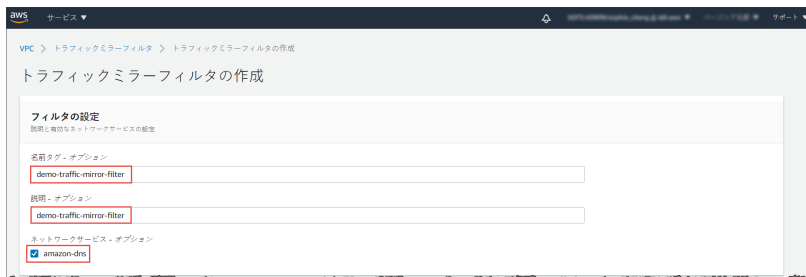 aws サービス ▼ サポート ▼
VPC > トラフィックミラーフィルタ > トラフィックミラーフィルタの作成
トラフィックミラーフィルタの作成
フィルタの設定
説明と有効なネットワークサービスの設定
名前タグ - オプション
demo-traffic-mirror-filter
説明 - オプション
demo-traffic-mirror-filter
ネットワークサービス - オプション
amazon-dns